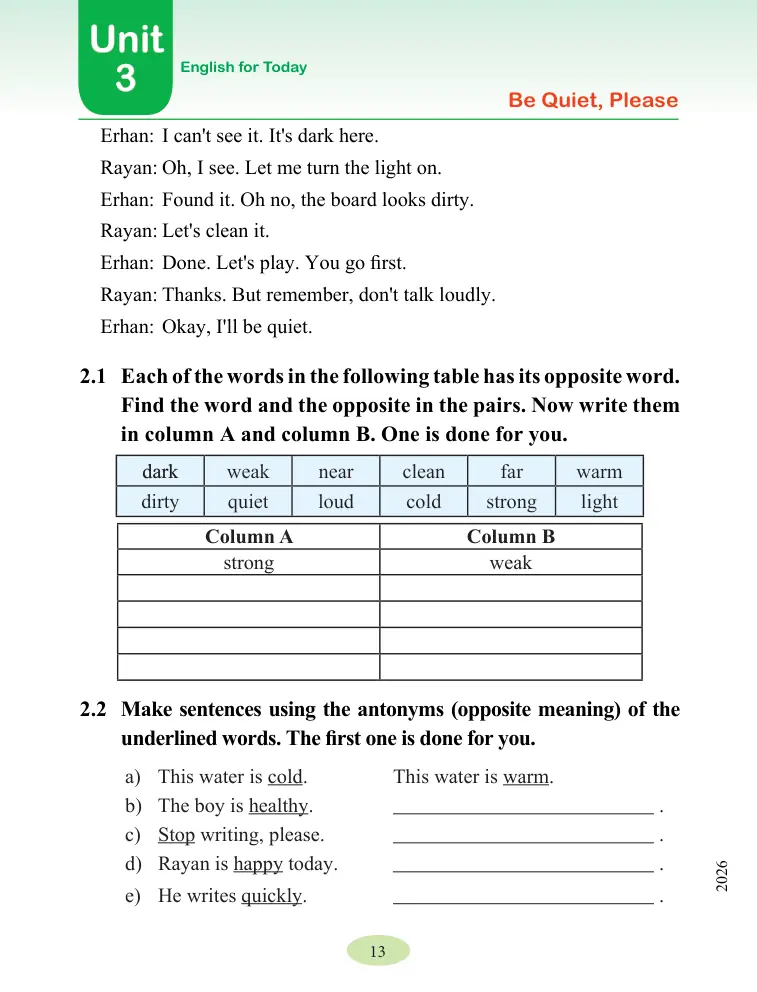 Unit
3
English for Today
Be Quiet, Please
Erhan: I can't see it. It's dark here.
Rayan: Oh, I see. Let me turn the light on.
Erhan: Found it. Oh no, the board looks dirty.
Rayan: Let's clean it.
Erhan: Done. Let's play. You go first.
Rayan: Thanks. But remember, don't talk loudly.
Erhan: Okay, I'll be quiet.
2.1 Each of the words in the following table has its opposite word.
Find the word and the opposite in the pairs. Now write them
in column A and column B. One is done for you.
dark weak near clean far warm
dirty quiet loud cold strong light
Column A Column B
strong weak
2.2 Make sentences using the antonyms (opposite meaning) of the
underlined words. The first one is done for you.
a) This water is cold. This water is warm.
b) The boy is healthy. .
c) Stop writing, please. .
d) Rayan is happy today. .
e) He writes quickly. .
2026
13